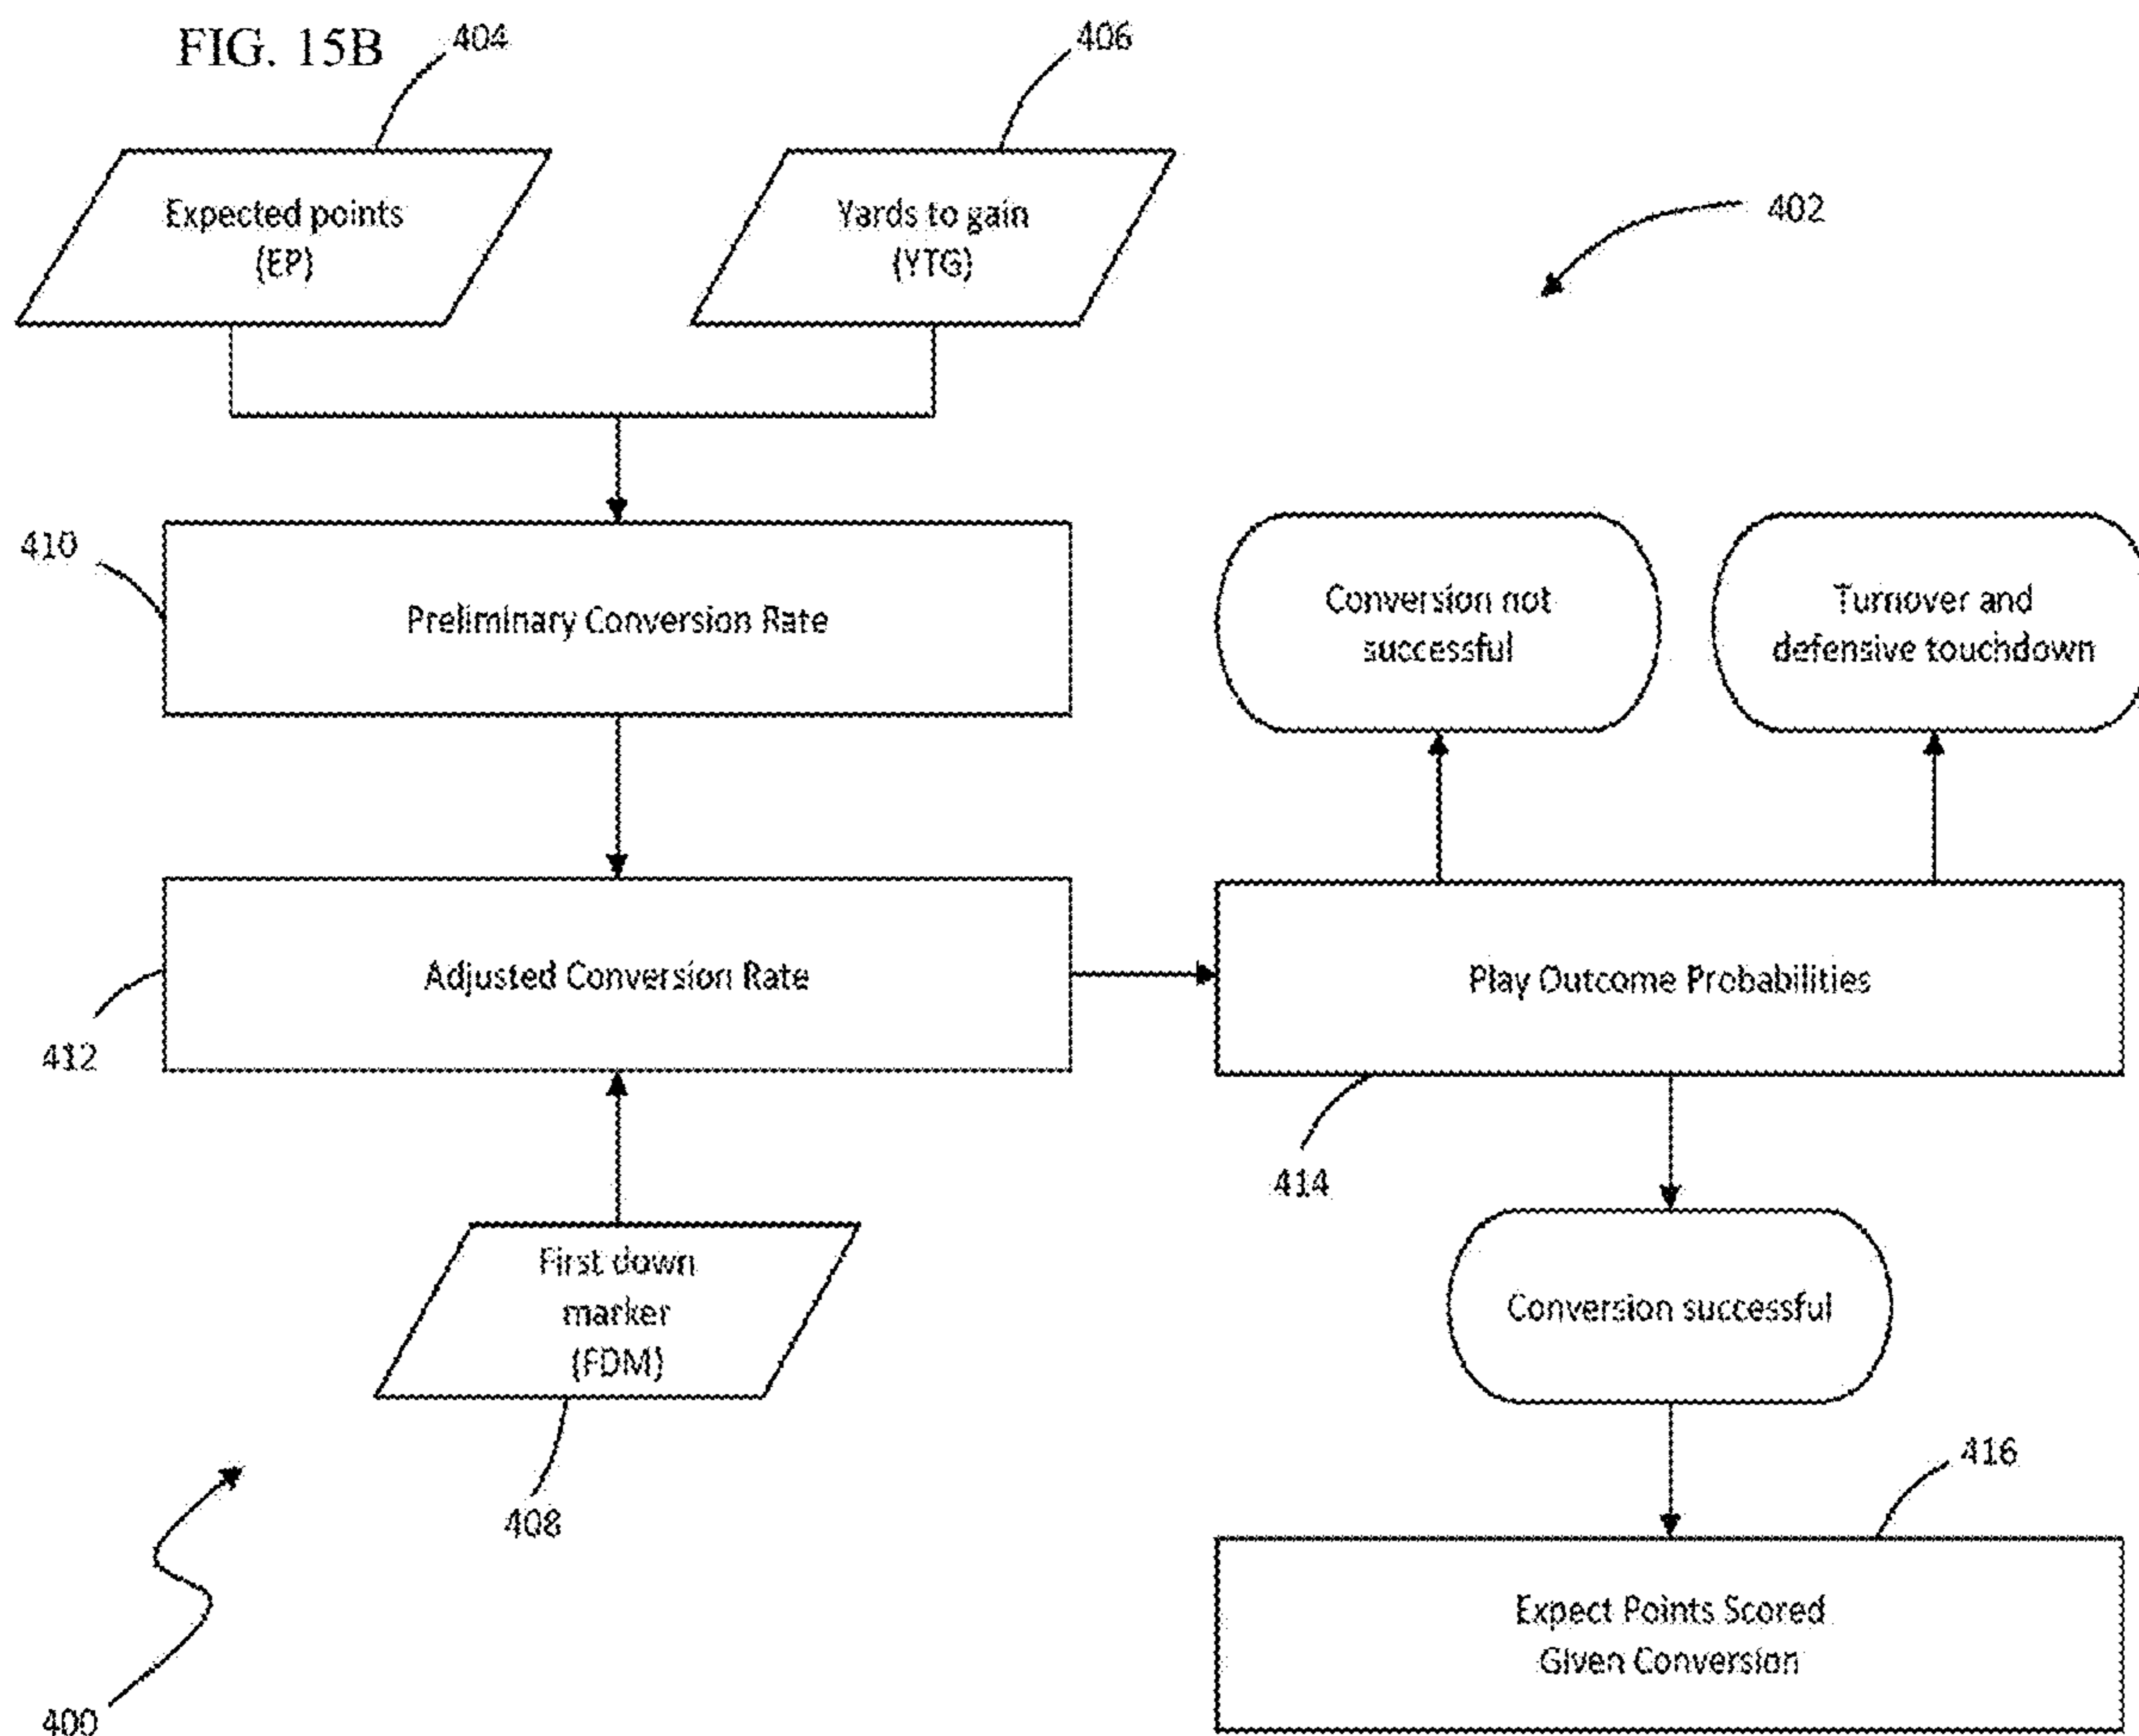 FIG. 15B
404
406
Expected points
(EP)
Yards to gain
(YTG)
402
410
Preliminary Conversion Rate
Conversion not
successful
Turnover and
defensive touchdown
412
Adjusted Conversion Rate
Play Outcome Probabilities
414
First down
marker
(FDM)
408
Conversion successful
416
Expect Points Scored
Given Conversion
400